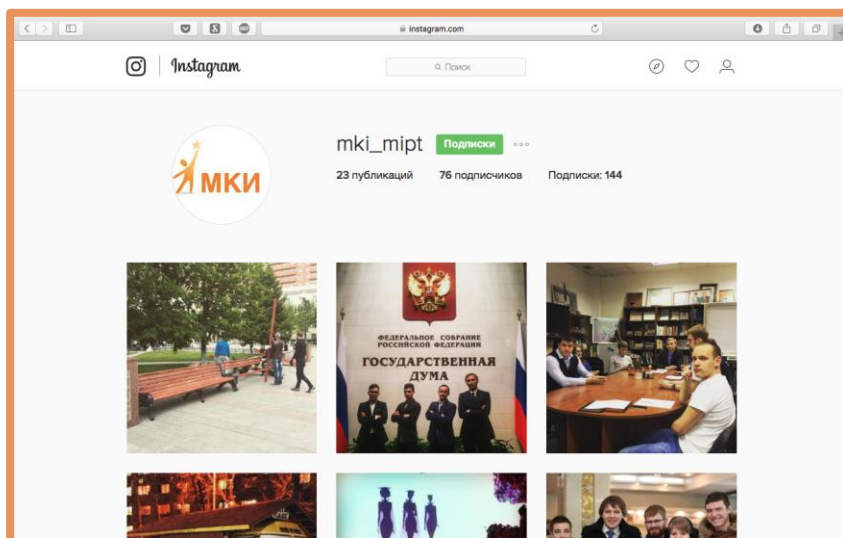 instagram.com
Instagram
Поиск
МКИ
mki_mipt Подписки
23 публикаций 76 подписчиков Подписки: 144
ФЕДЕРАЛЬНОЕ СОБРАНИЕ
РОССИЙСКОЙ ФЕДЕРАЦИИ
ГОСУДАРСТВЕННАЯ
ДУМА